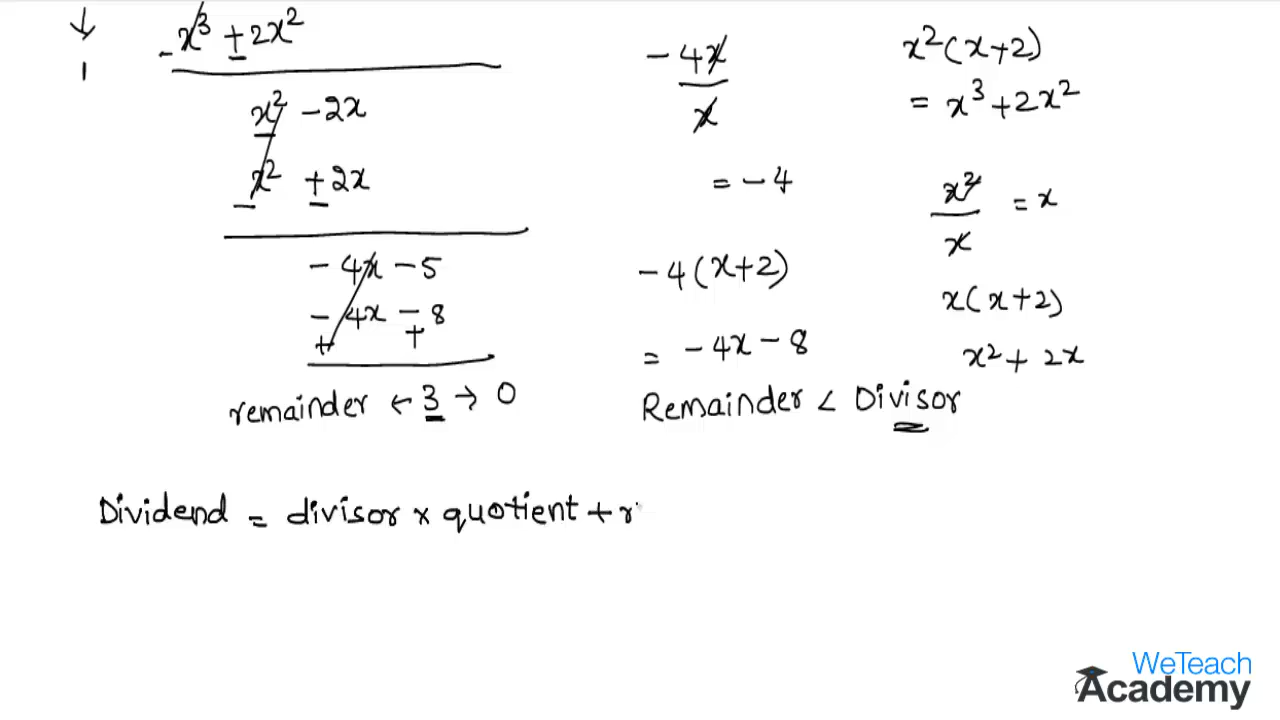 ↓ - x³ + 2x²
1
x² - 2x
x² + 2x
- -
- 4x - 5
- 4x - 8
+ +
remainder ← 3 → 0
- 4x
x
= - 4
- 4 (x+2)
= - 4x - 8
x² (x+2)
= x³ + 2x²
x² = x
x
x(x+2)
x² + 2x
Remainder < Divisor
Dividend = divisor × quotient + r
WeTeach
Academy